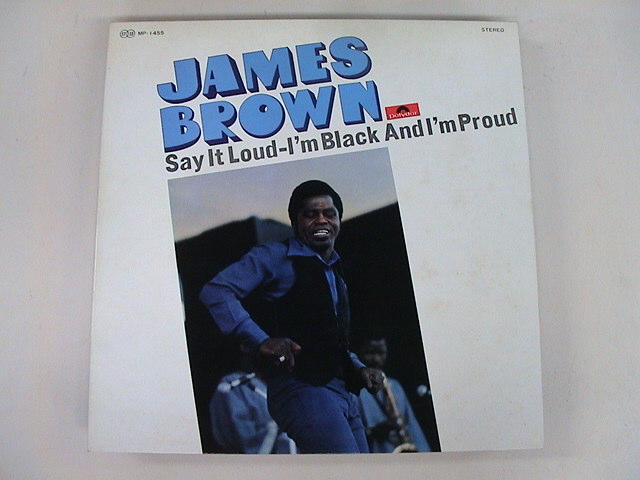 MP-1455
STEREO
JAMES
BROWN
Polydor
Say It Loud-I'm Black And I'm Proud